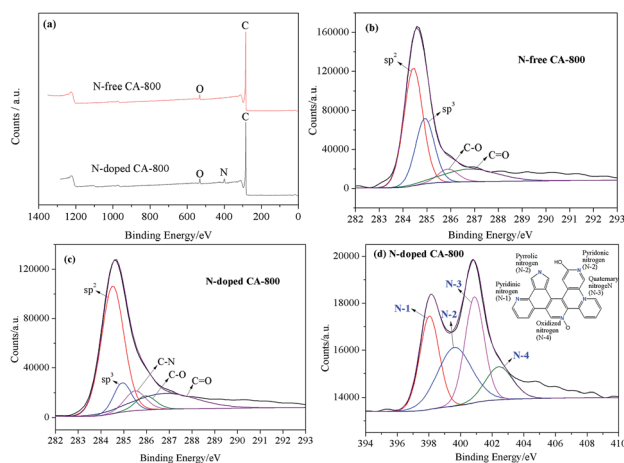 (a)
C
N-free CA-800
O
C
N-doped CA-800
O
N
Counts / a.u.
1400 1200 1000 800 600 400 200 0
Binding Energy/eV
(b)
N-free CA-800
sp2
sp3
C-O
C=O
160000
120000
80000
40000
0
Counts/a.u.
282 283 284 285 286 287 288 289 290 291 292 293
Binding Energy/eV
(c)
N-doped CA-800
sp2
sp3
C-N
C-O
C=O
120000
80000
40000
0
Counts/a.u.
282 283 284 285 286 287 288 289 290 291 292 293
Binding Energy/eV
(d) N-doped CA-800
Pyrrolic
nitrogen
(N-2)
HO
N
Pyridonic
nitrogen
(N-2)
Pyridinic
nitrogen
(N-1)
Quaternary
nitrogeN
(N-3)
Oxidized
nitrogen
(N-4)
N-1
N-2
N-3
N-4
20000
18000
16000
14000
Counts/a.u.
394 396 398 400 402 404 406 408 410
Binding Energy/eV